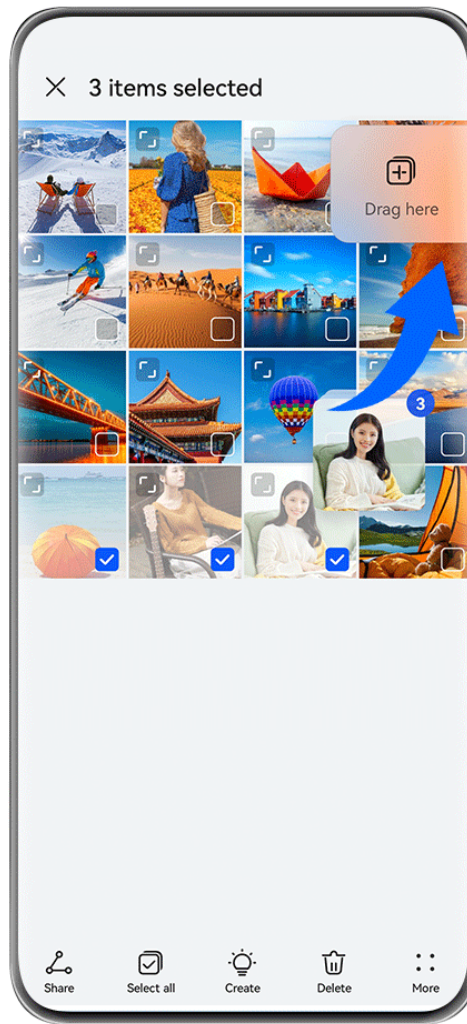 3 items selected
Drag here
3
Share
Select all
Create
Delete
More